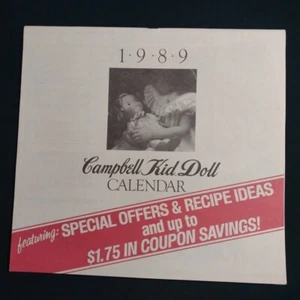 1·9·8·9
Campbell Kid Doll
CALENDAR
featuring: SPECIAL OFFERS & RECIPE IDEAS
and up to
$1.75 IN COUPON SAVINGS!